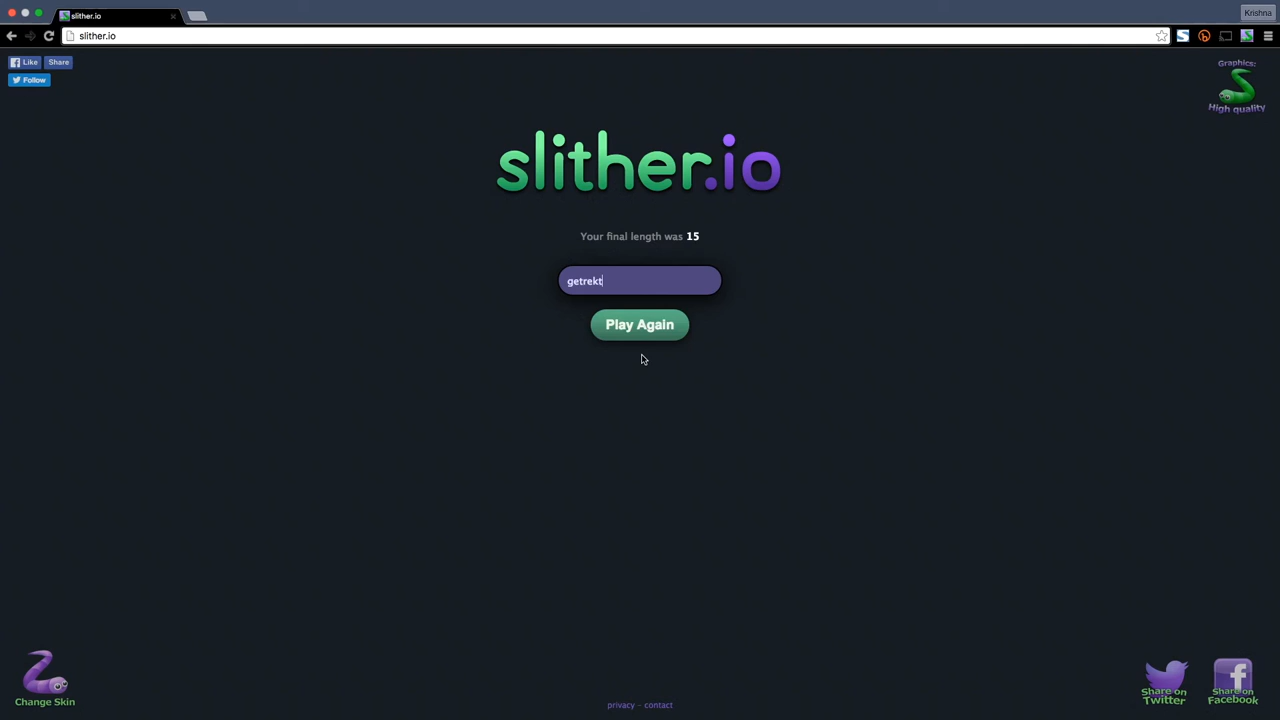 slither.io
Krishna
slither.io
Like Share
Follow
Graphics:
High quality
slither.io
Your final length was 15
getrekt
Play Again
Change Skin
privacy - contact
Share on
Twitter
Share on
Facebook